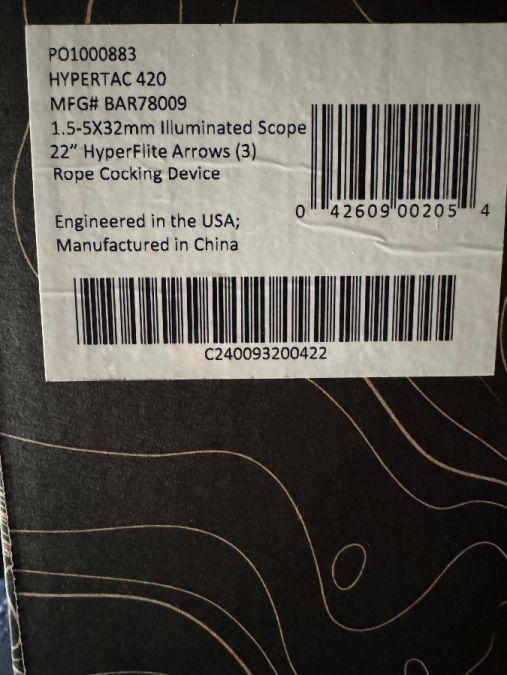 PO1000883
HYPERTAC 420
MFG# BAR78009
1.5-5X32mm Illuminated Scope
22” HyperFlite Arrows (3)
Rope Cocking Device
0 42609 00205 4
Engineered in the USA;
Manufactured in China
C240093200422